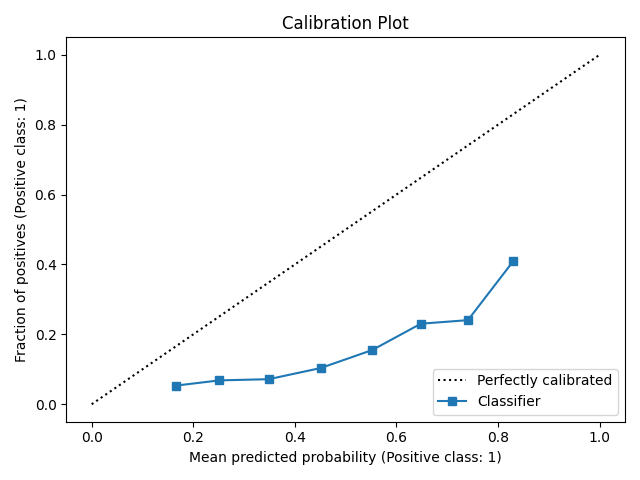 Calibration Plot
1.0
0.8
0.6
0.4
0.2
0.0
Fraction of positives (Positive class: 1)
Perfectly calibrated
Classifier
0.0 0.2 0.4 0.6 0.8 1.0
Mean predicted probability (Positive class: 1)